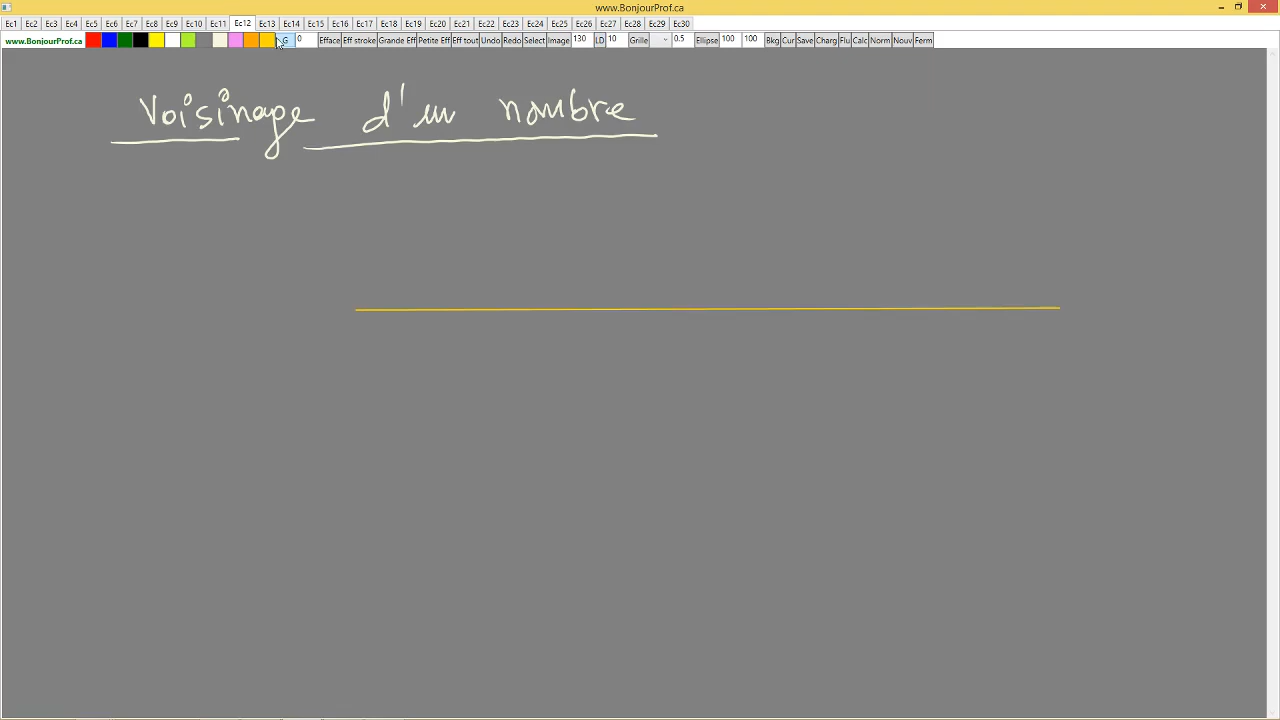 www.BonjourProf.ca
Ec1 Ec2 Ec3 Ec4 Ec5 Ec6 Ec7 Ec8 Ec9 Ec10 Ec11 Ec12 Ec13 Ec14 Ec15 Ec16 Ec17 Ec18 Ec19 Ec20 Ec21 Ec22 Ec23 Ec24 Ec25 Ec26 Ec27 Ec28 Ec29 Ec30
www.BonjourProf.ca G 0 Efface Eff stroke Grande Eff Petite Eff Eff tout Undo Redo Select Image 130 LD 10 Grille 0.5 Ellipse 100 100 Bkg Cur Save Charg Flu Calc Norm Nouv Ferm
Voisinage d'un nombre